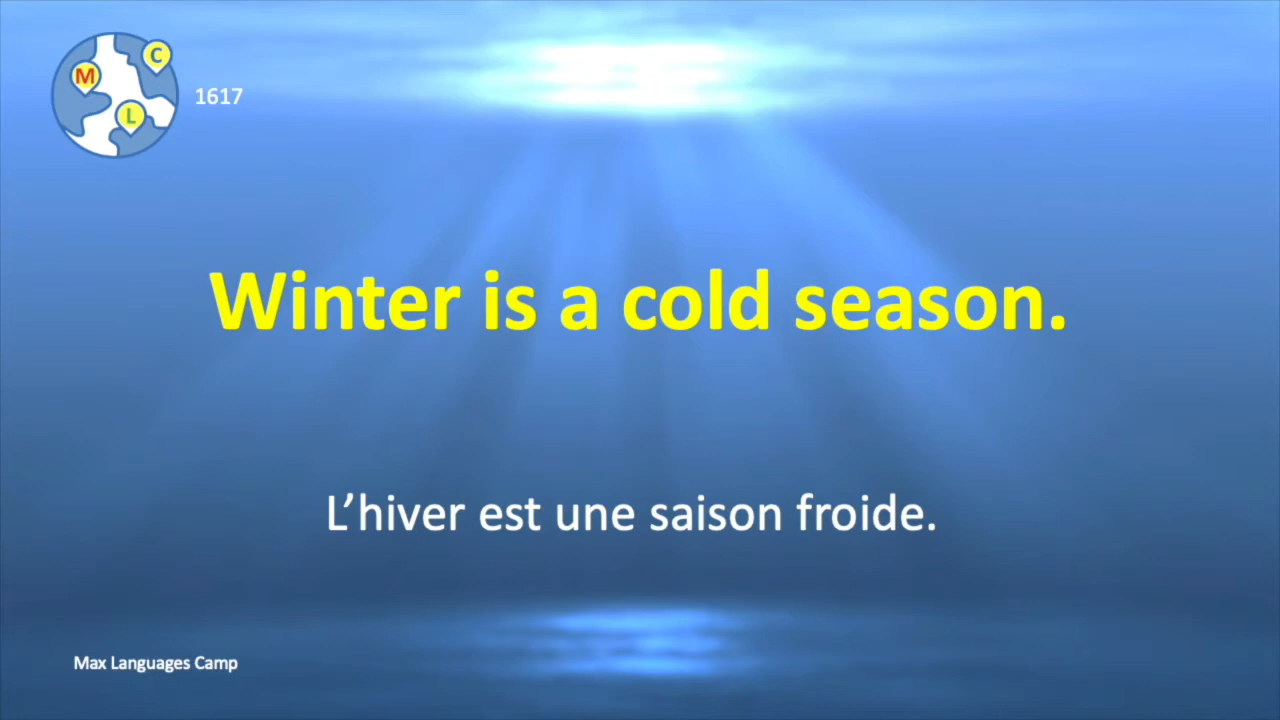 C
M
L
1617
Winter is a cold season.
L’hiver est une saison froide.
Max Languages Camp